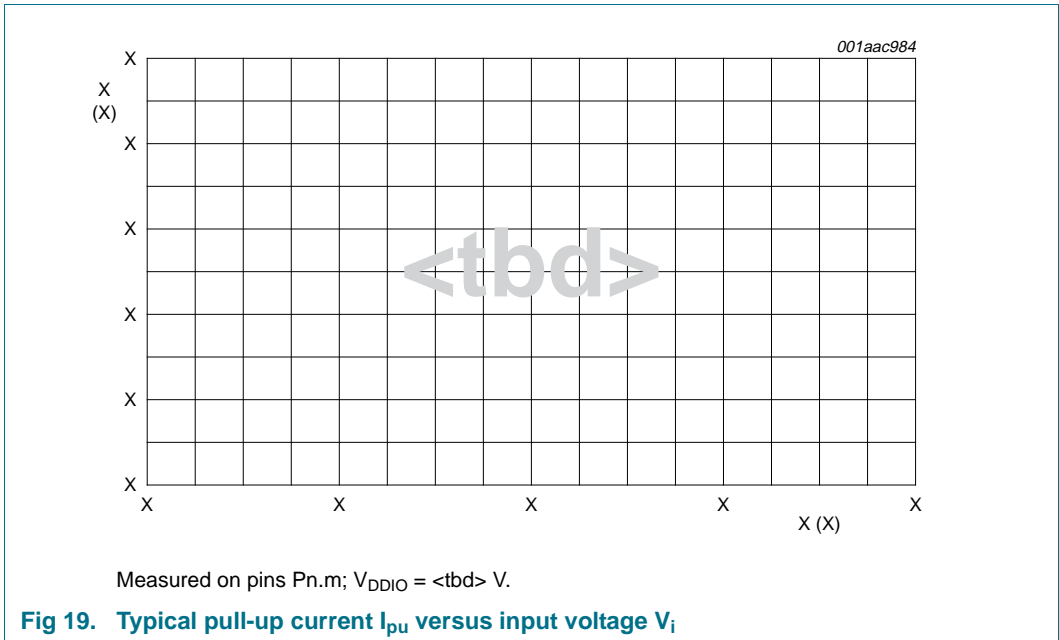 001aac984
X
X
(X)
X
X
<tbd>
X
X
X
X X X X X
X (X)
Measured on pins Pn.m; VDDIO = <tbd> V.
Fig 19. Typical pull-up current Ipu versus input voltage Vi